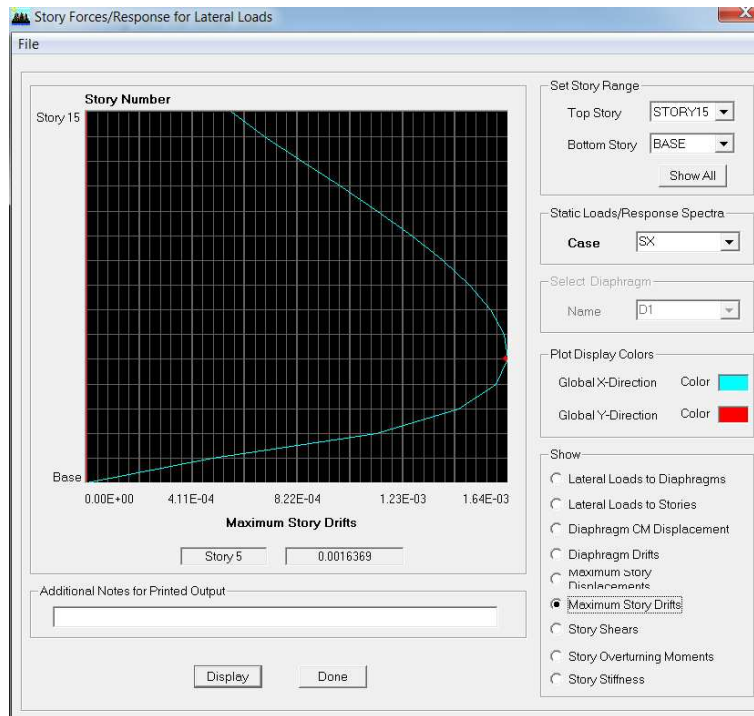 Story Forces/Response for Lateral Loads
File
Story Number
Story 15
Base
0.00E+00 4.11E-04 8.22E-04 1.23E-03 1.64E-03
Maximum Story Drifts
Story 5 0.0016369
Additional Notes for Printed Output
Display Done
Set Story Range
Top Story STORY15
Bottom Story BASE
Show All
Static Loads/Response Spectra
Case SX
Select Diaphragm
Name D1
Plot Display Colors
Global X-Direction Color
Global Y-Direction Color
Show
Lateral Loads to Diaphragms
Lateral Loads to Stories
Diaphragm CM Displacement
Diaphragm Drifts
Maximum Story
Displacements
Maximum Story Drifts
Story Shears
Story Overturning Moments
Story Stiffness